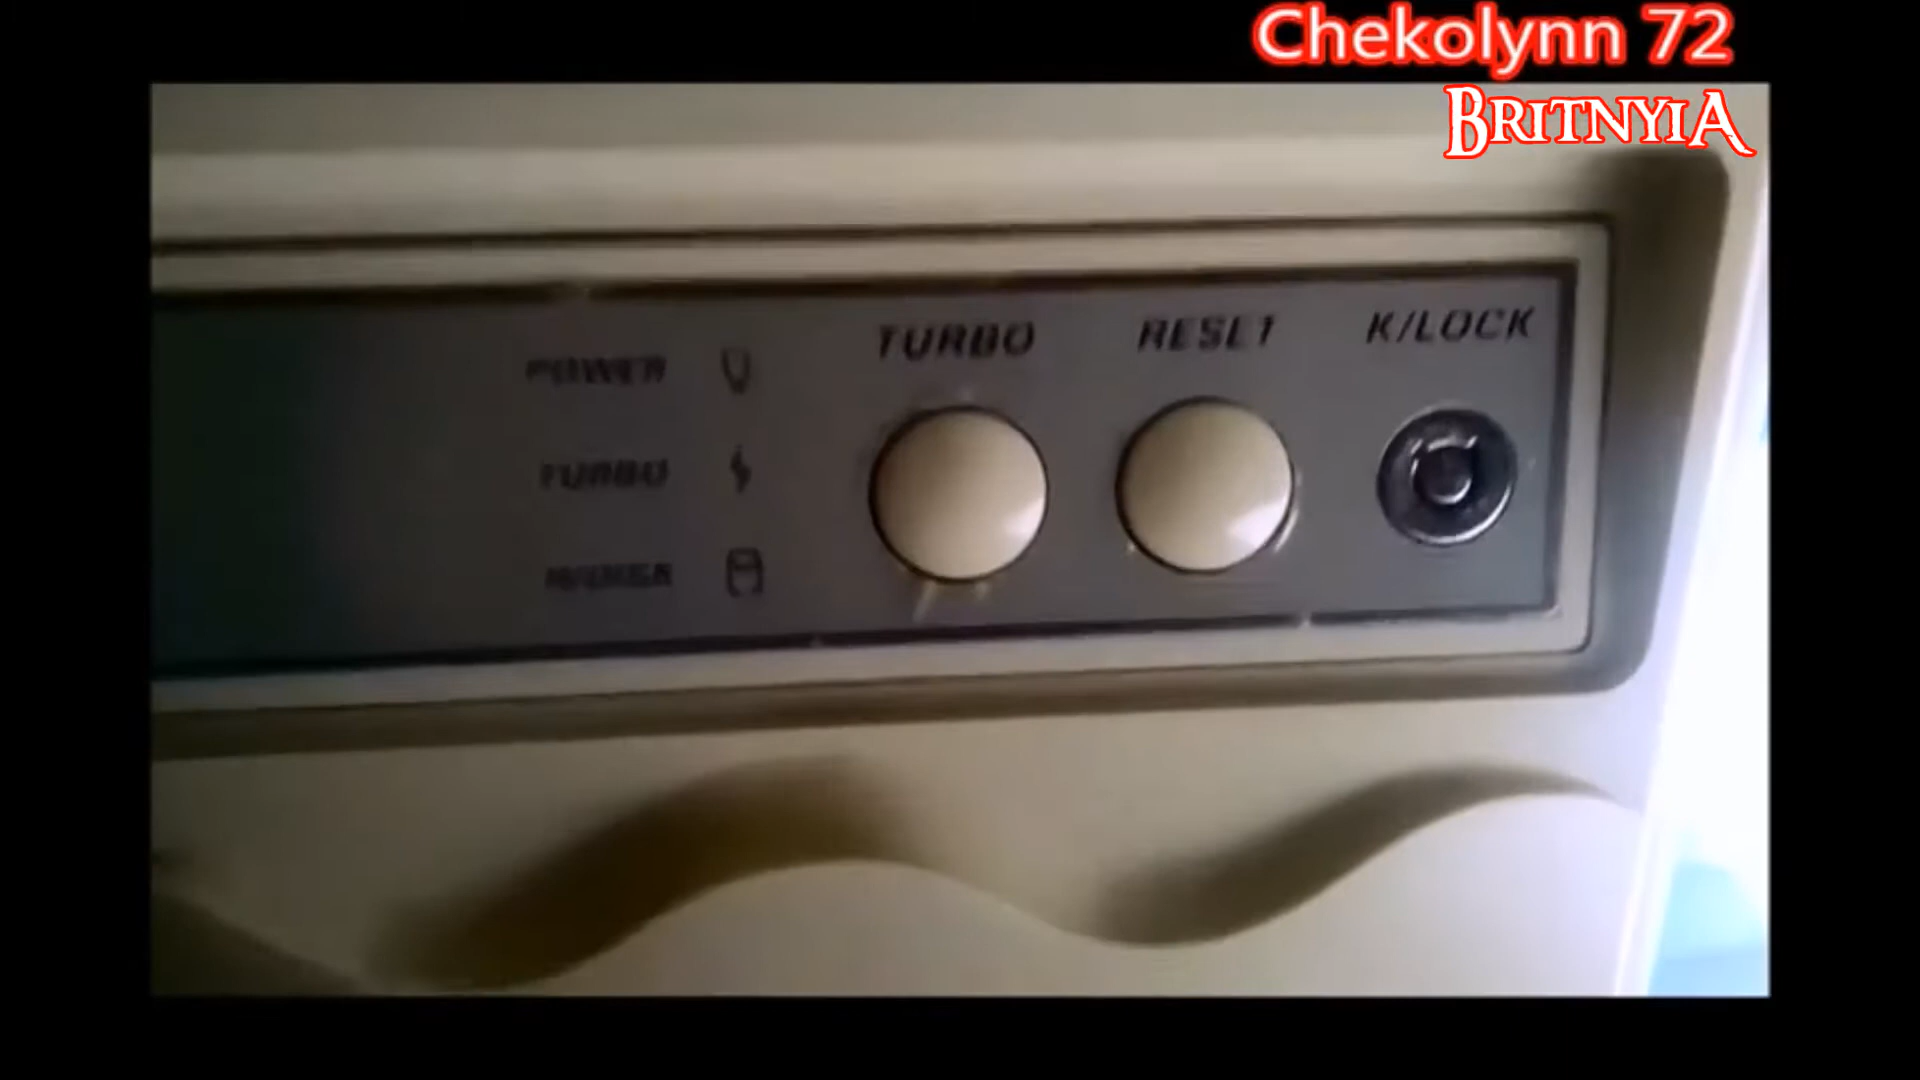 Chekolynn 72
BRITNYIA
TURBO RESET K/LOCK
POWER
TURBO